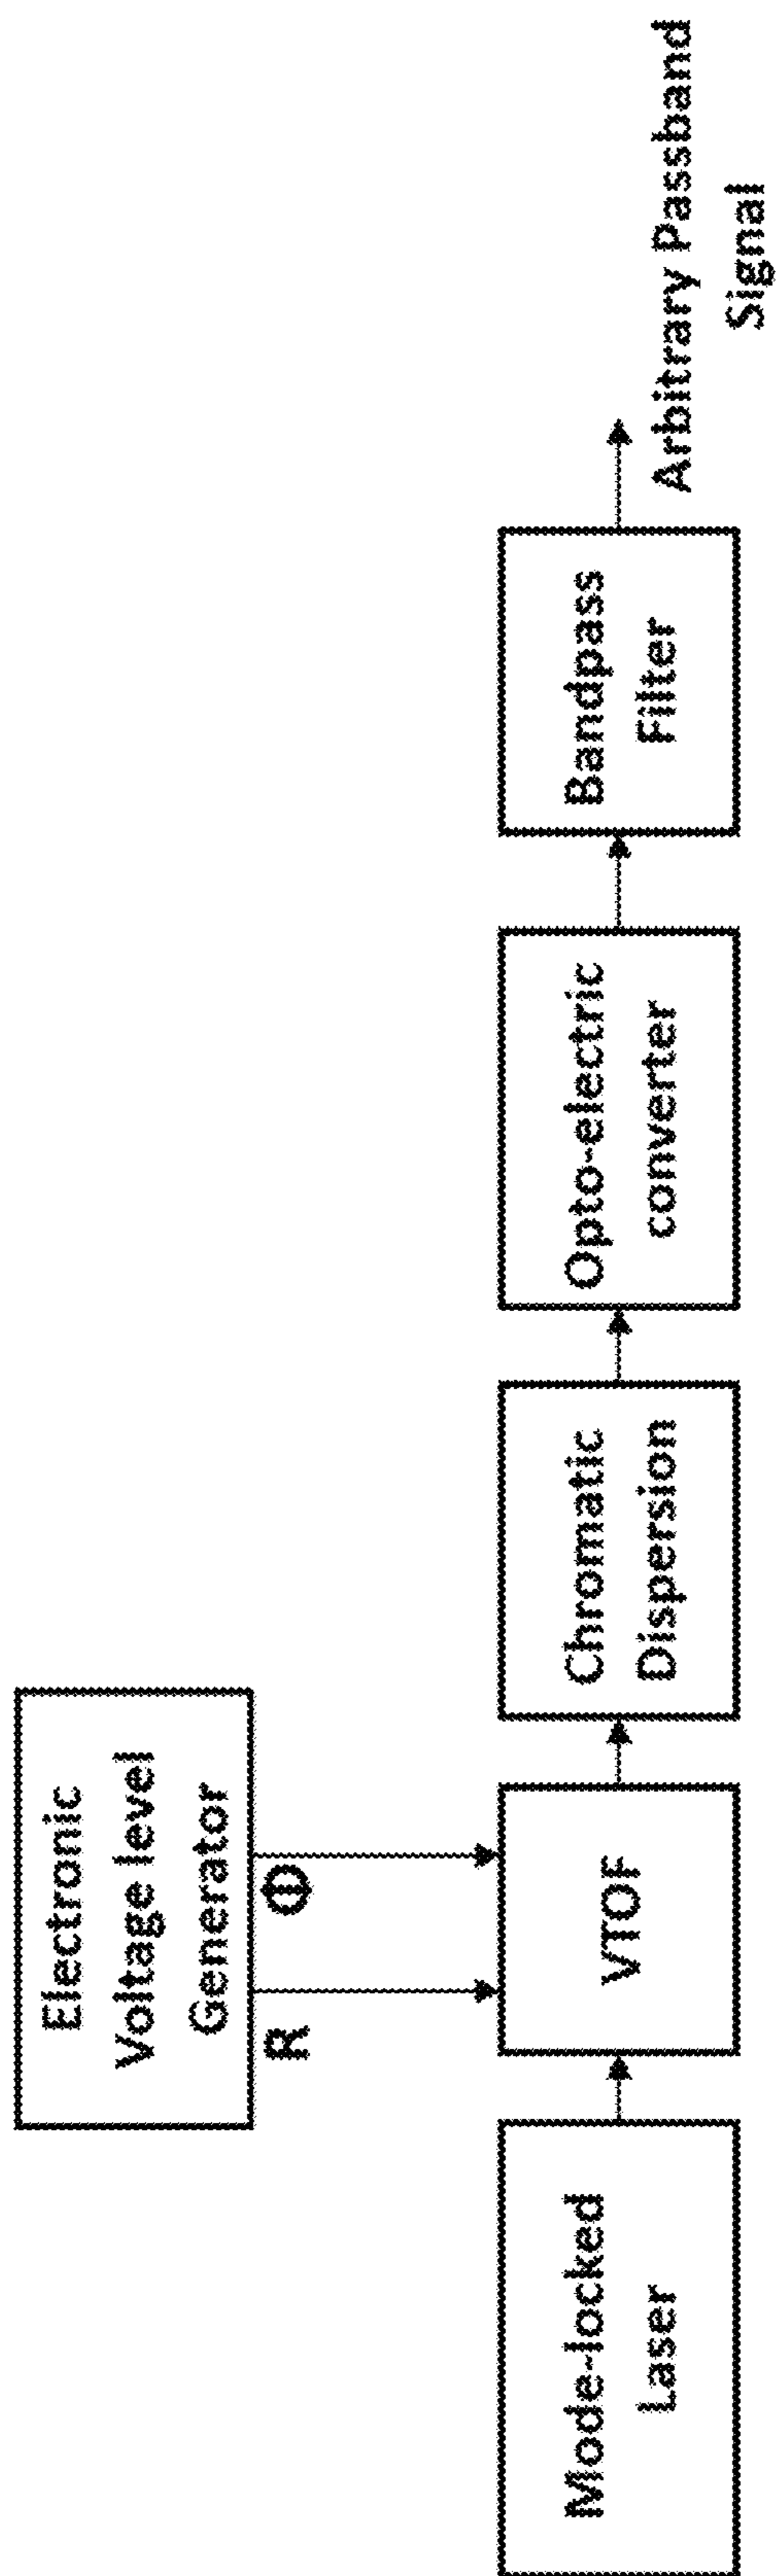 Electronic
Voltage level
Generator
R
Φ
Mode-locked
Laser
VTOF
Chromatic
Dispersion
Opto-electric
converter
Bandpass
Filter
Arbitrary Passband
Signal